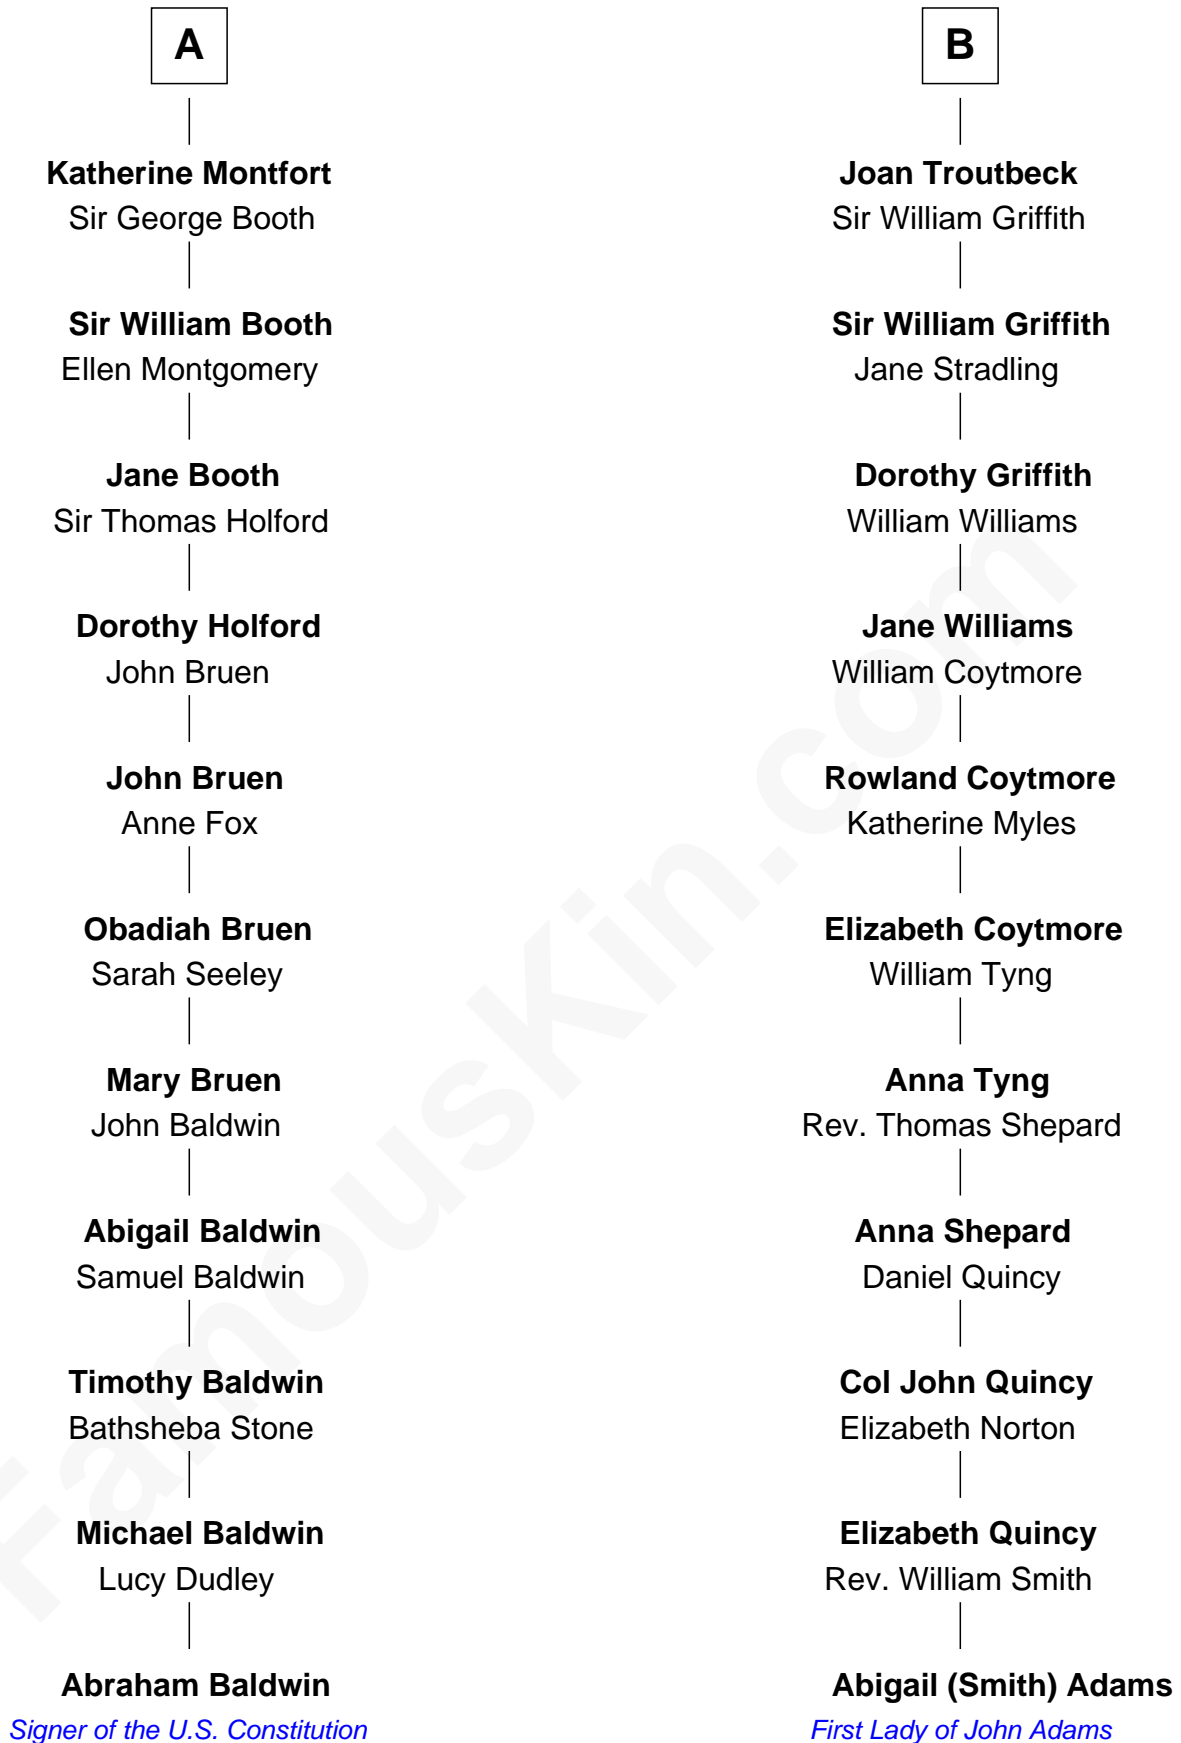 A
Katherine Montfort
Sir George Booth
Sir William Booth
Ellen Montgomery
Jane Booth
Sir Thomas Holford
Dorothy Holford
John Bruen
John Bruen
Anne Fox
Obadiah Bruen
Sarah Seeley
Mary Bruen
John Baldwin
Abigail Baldwin
Samuel Baldwin
Timothy Baldwin
Bathsheba Stone
Michael Baldwin
Lucy Dudley
Abraham Baldwin
Signer of the U.S. Constitution
B
Joan Troutbeck
Sir William Griffith
Sir William Griffith
Jane Stradling
Dorothy Griffith
William Williams
Jane Williams
William Coytmore
Rowland Coytmore
Katherine Myles
Elizabeth Coytmore
William Tyng
Anna Tyng
Rev. Thomas Shepard
Anna Shepard
Daniel Quincy
Col John Quincy
Elizabeth Norton
Elizabeth Quincy
Rev. William Smith
Abigail (Smith) Adams
First Lady of John Adams
FamousKin.com